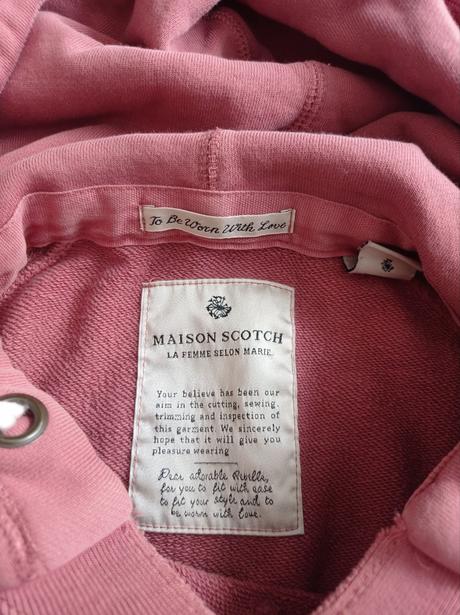 To Be Worn With Love
MAISON SCOTCH
LA FEMME SELON MARIE
Your believe has been our
aim in the cutting, sewing,
trimming and inspection of
this garment. We sincerely
hope that it will give you
pleasure wearing
Dear adorable
for you to fit with ease
to fit your style and to
be worn with love.